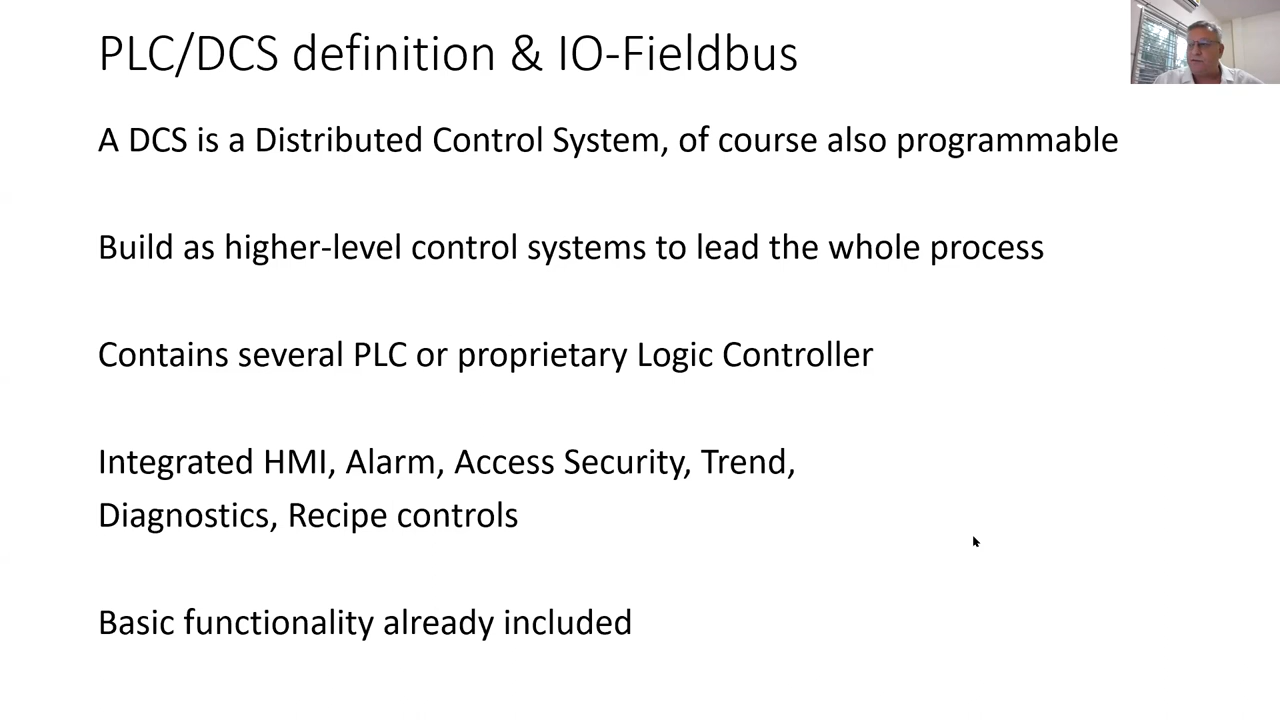 PLC/DCS definition & IO-Fieldbus
A DCS is a Distributed Control System, of course also programmable
Build as higher-level control systems to lead the whole process
Contains several PLC or proprietary Logic Controller
Integrated HMI, Alarm, Access Security, Trend,
Diagnostics, Recipe controls
Basic functionality already included